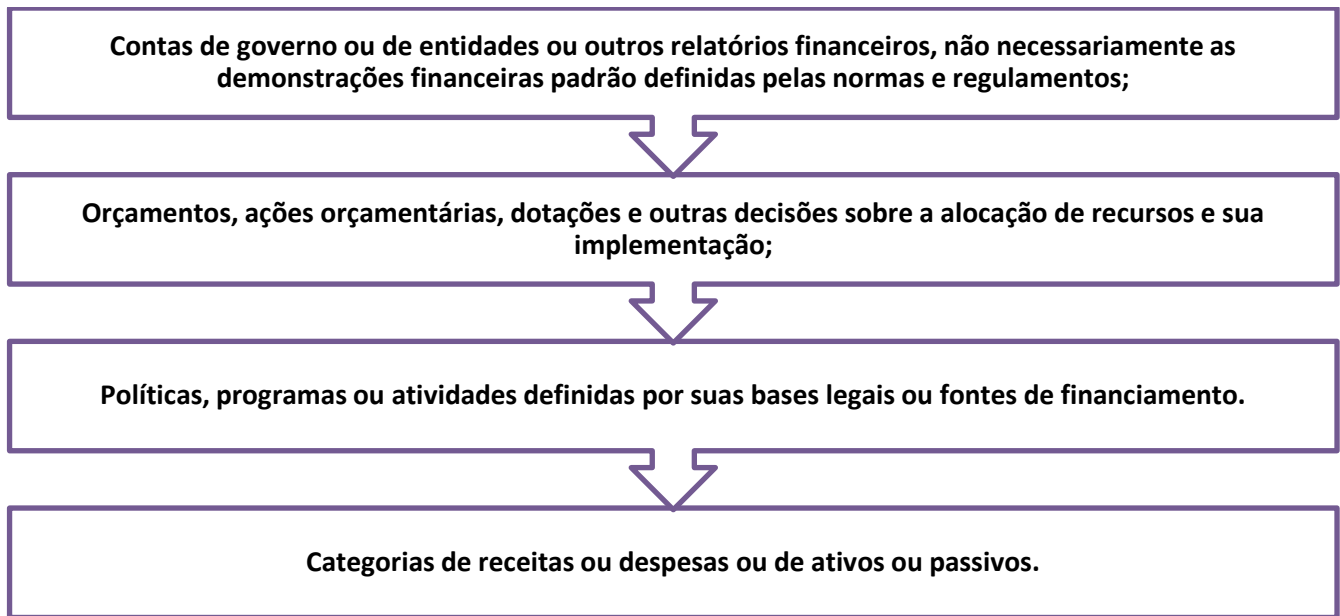 Contas de governo ou de entidades ou outros relatórios financeiros, não necessariamente as
demonstrações financeiras padrão definidas pelas normas e regulamentos;
Orçamentos, ações orçamentárias, dotações e outras decisões sobre a alocação de recursos e sua
implementação;
Políticas, programas ou atividades definidas por suas bases legais ou fontes de financiamento.
Categorias de receitas ou despesas ou de ativos ou passivos.